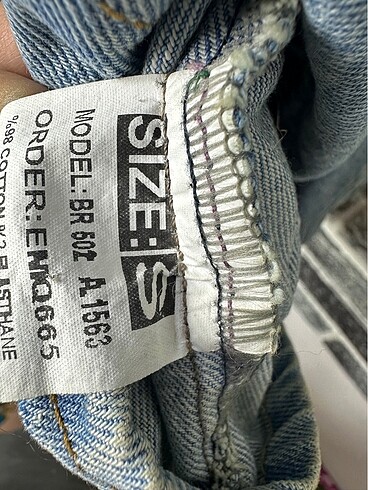 SIZE: S
MODEL: BR 602 A.1563
ORDER: EMQ665
%98 COTTON %2 ELASTHANE